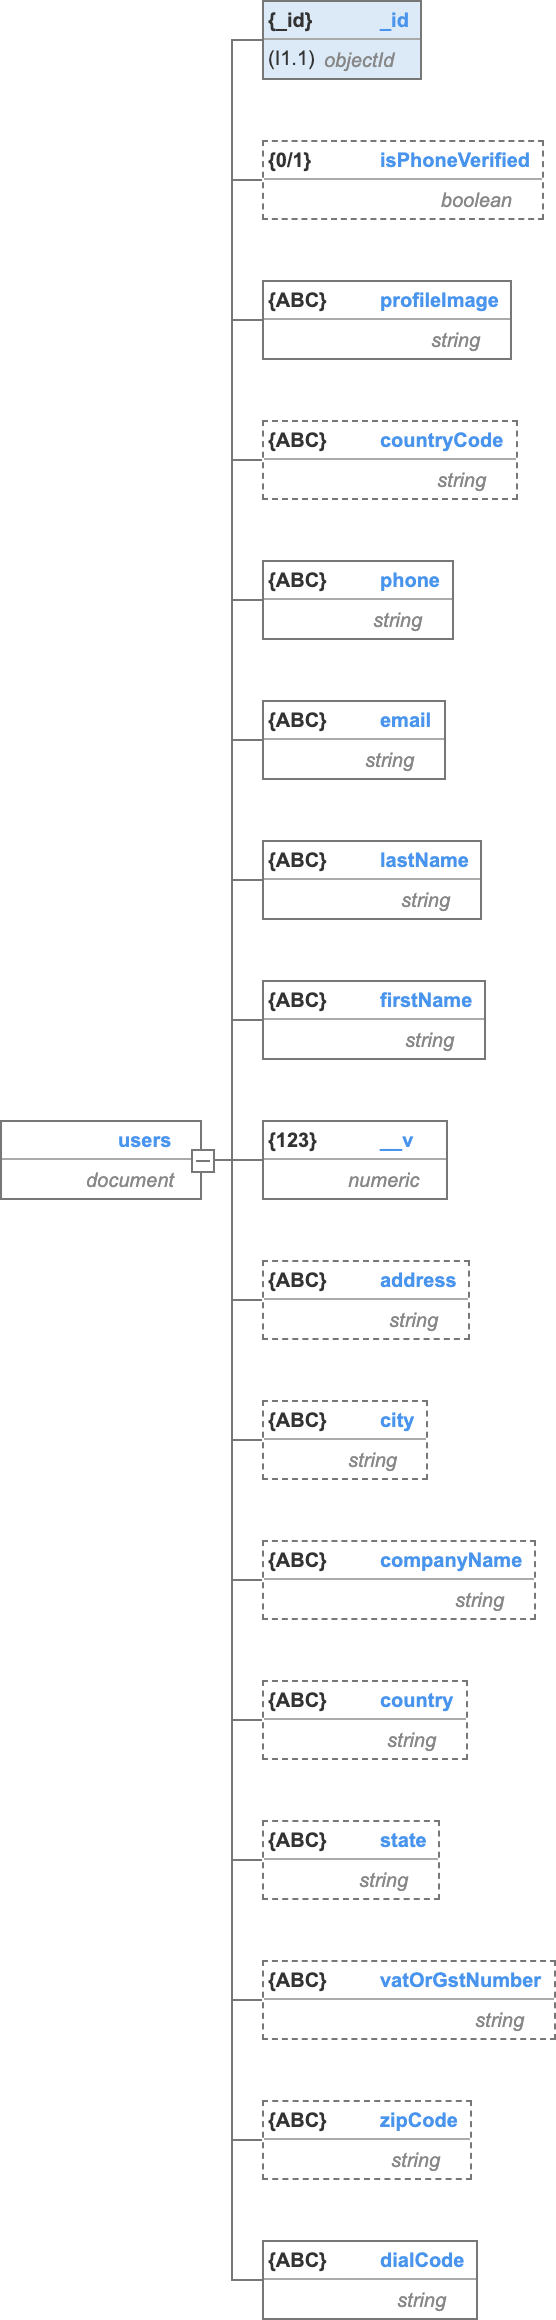 {_id} _id
(I1.1) objectId
{0/1} isPhoneVerified
boolean
{ABC} profileImage
string
{ABC} countryCode
string
{ABC} phone
string
{ABC} email
string
{ABC} lastName
string
{ABC} firstName
string
users
document
{123} __v
numeric
{ABC} address
string
{ABC} city
string
{ABC} companyName
string
{ABC} country
string
{ABC} state
string
{ABC} vatOrGstNumber
string
{ABC} zipCode
string
{ABC} dialCode
string